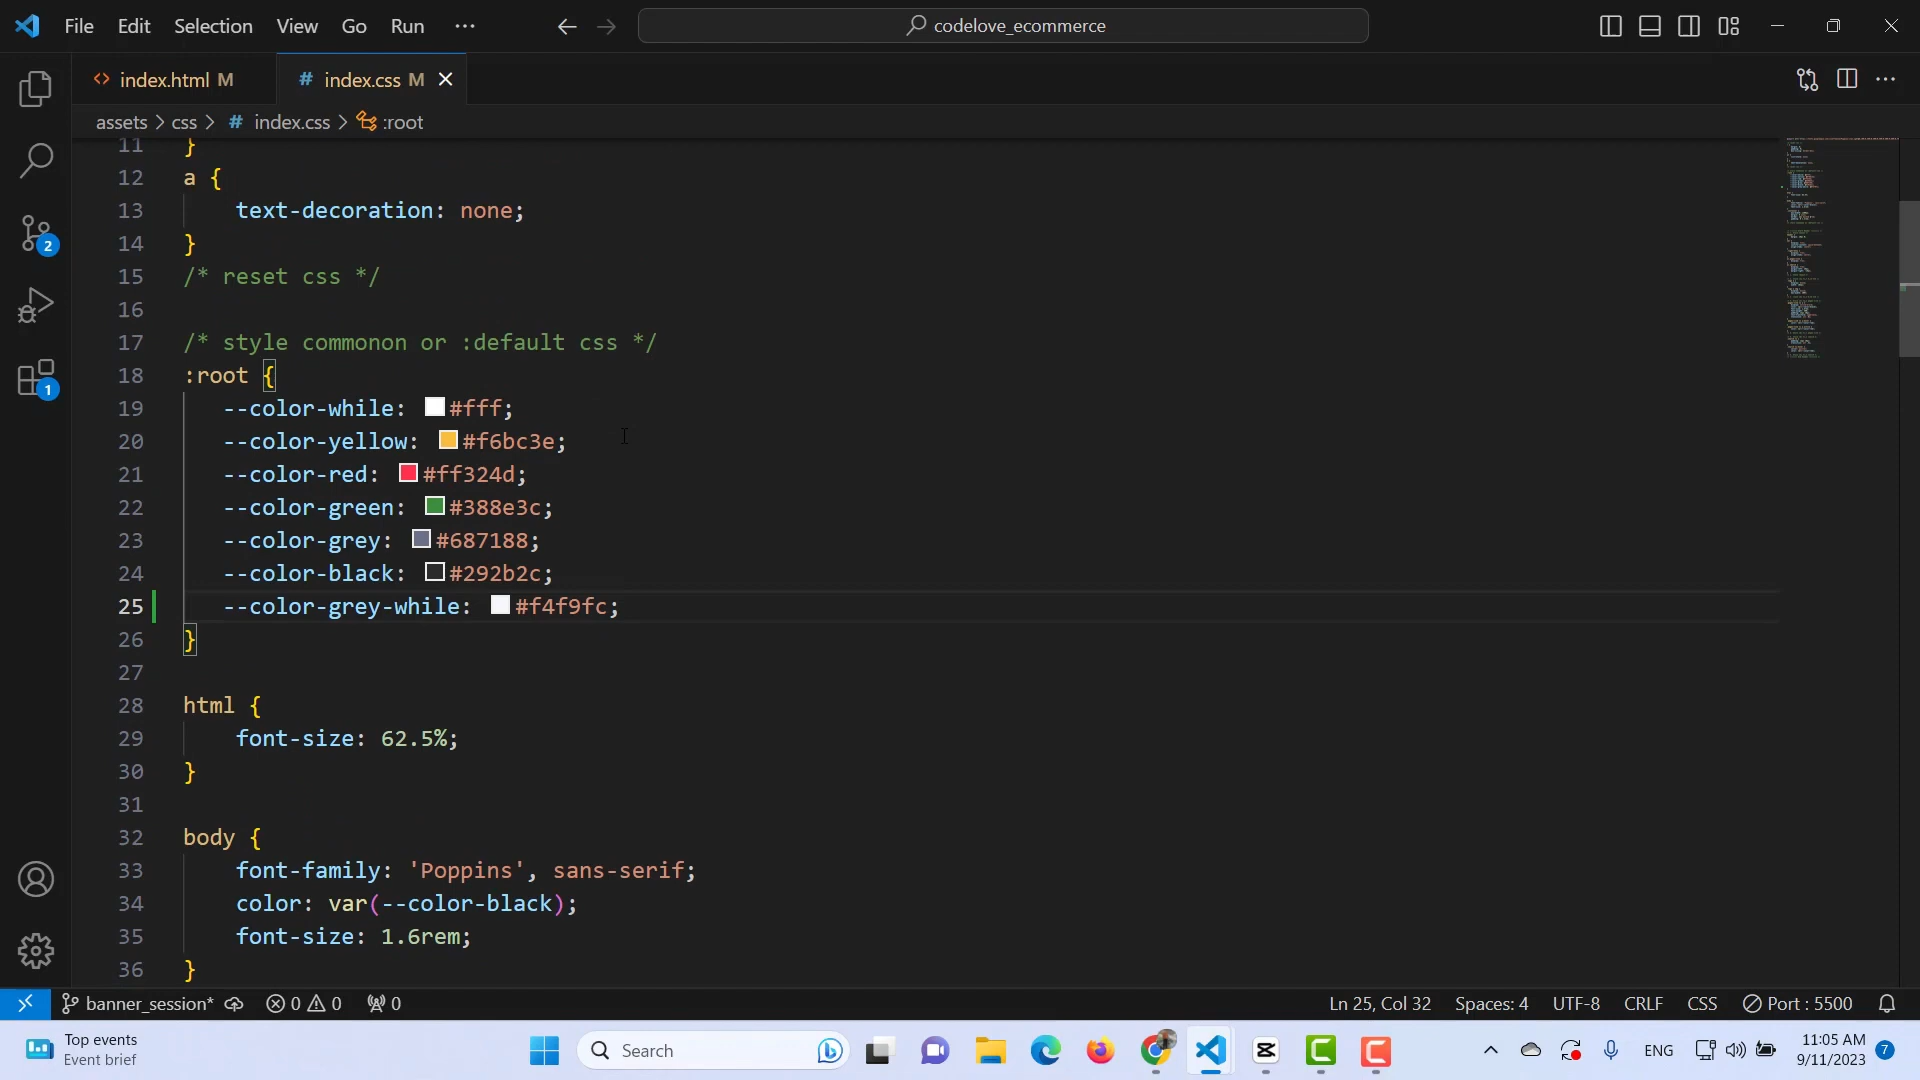 File Edit Selection View Go Run ···
codelove_ecommerce
index.html M
# index.css M
assets > css > # index.css > :root
11 }
12 a {
13 text-decoration: none;
14 }
15 /* reset css */
16
17 /* style commonon or :default css */
18 :root {
19 --color-while: #fff;
20 --color-yellow: #f6bc3e;
21 --color-red: #ff324d;
22 --color-green: #388e3c;
23 --color-grey: #687188;
24 --color-black: #292b2c;
25 --color-grey-while: #f4f9fc;
26 }
27
28 html {
29 font-size: 62.5%;
30 }
31
32 body {
33 font-family: 'Poppins', sans-serif;
34 color: var(--color-black);
35 font-size: 1.6rem;
36 }
2
1
banner_session* 0 0 0 Ln 25, Col 32 Spaces: 4 UTF-8 CRLF CSS Port : 5500
Top events
Event brief
Search
ENG
11:05 AM
9/11/2023
7